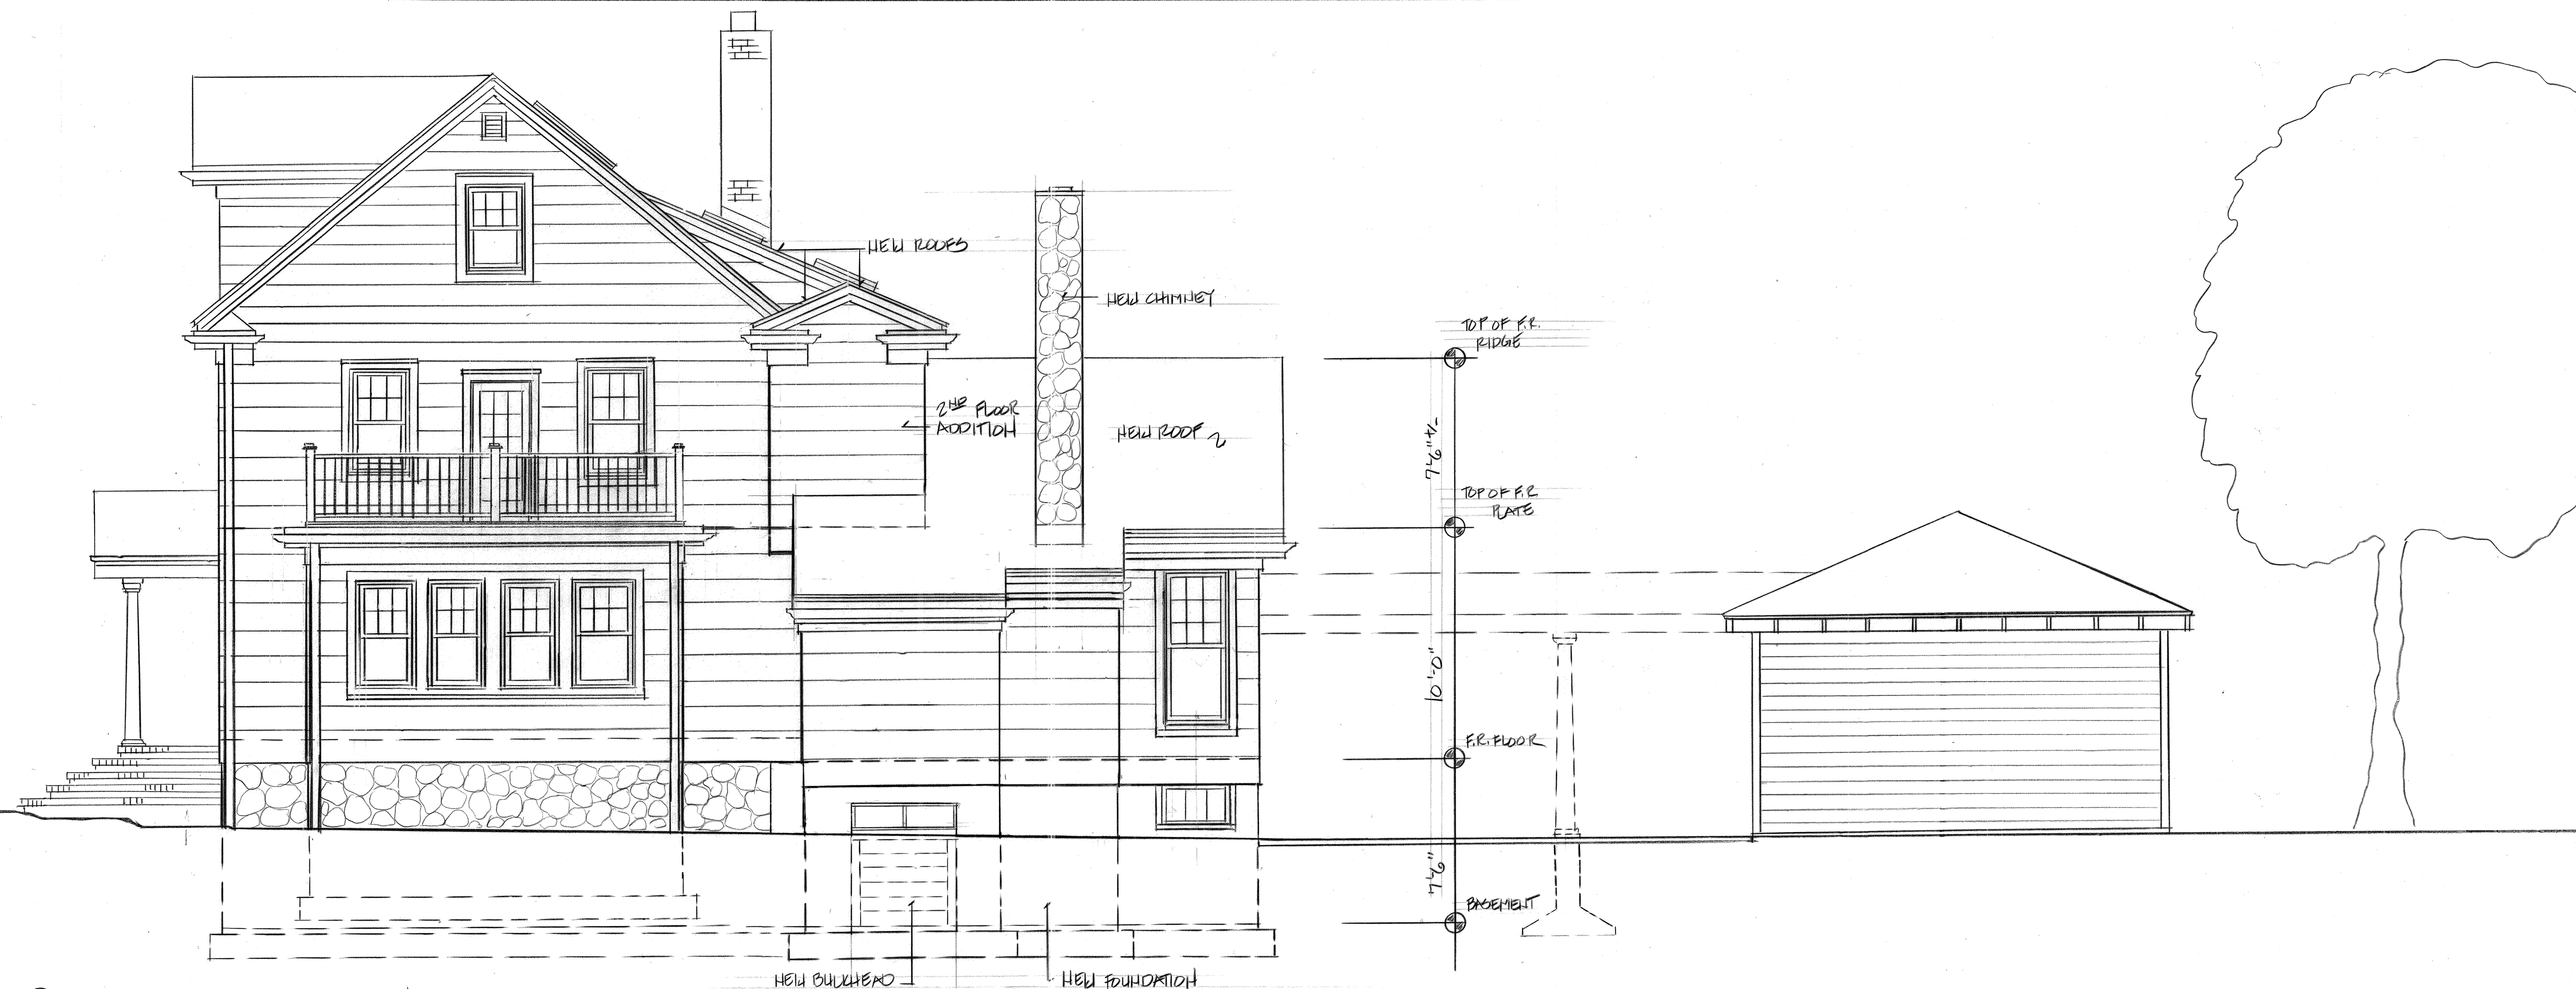 NEW ROOFS
NEW CHIMNEY
TOP OF F.R.
RIDGE
2ND FLOOR
ADDITION
NEW ROOF
7'-6" +/-
TOP OF F.R.
PLATE
10'-0"
F.R. FLOOR
7'-6"
BASEMENT
NEW BULKHEAD
NEW FOUNDATION